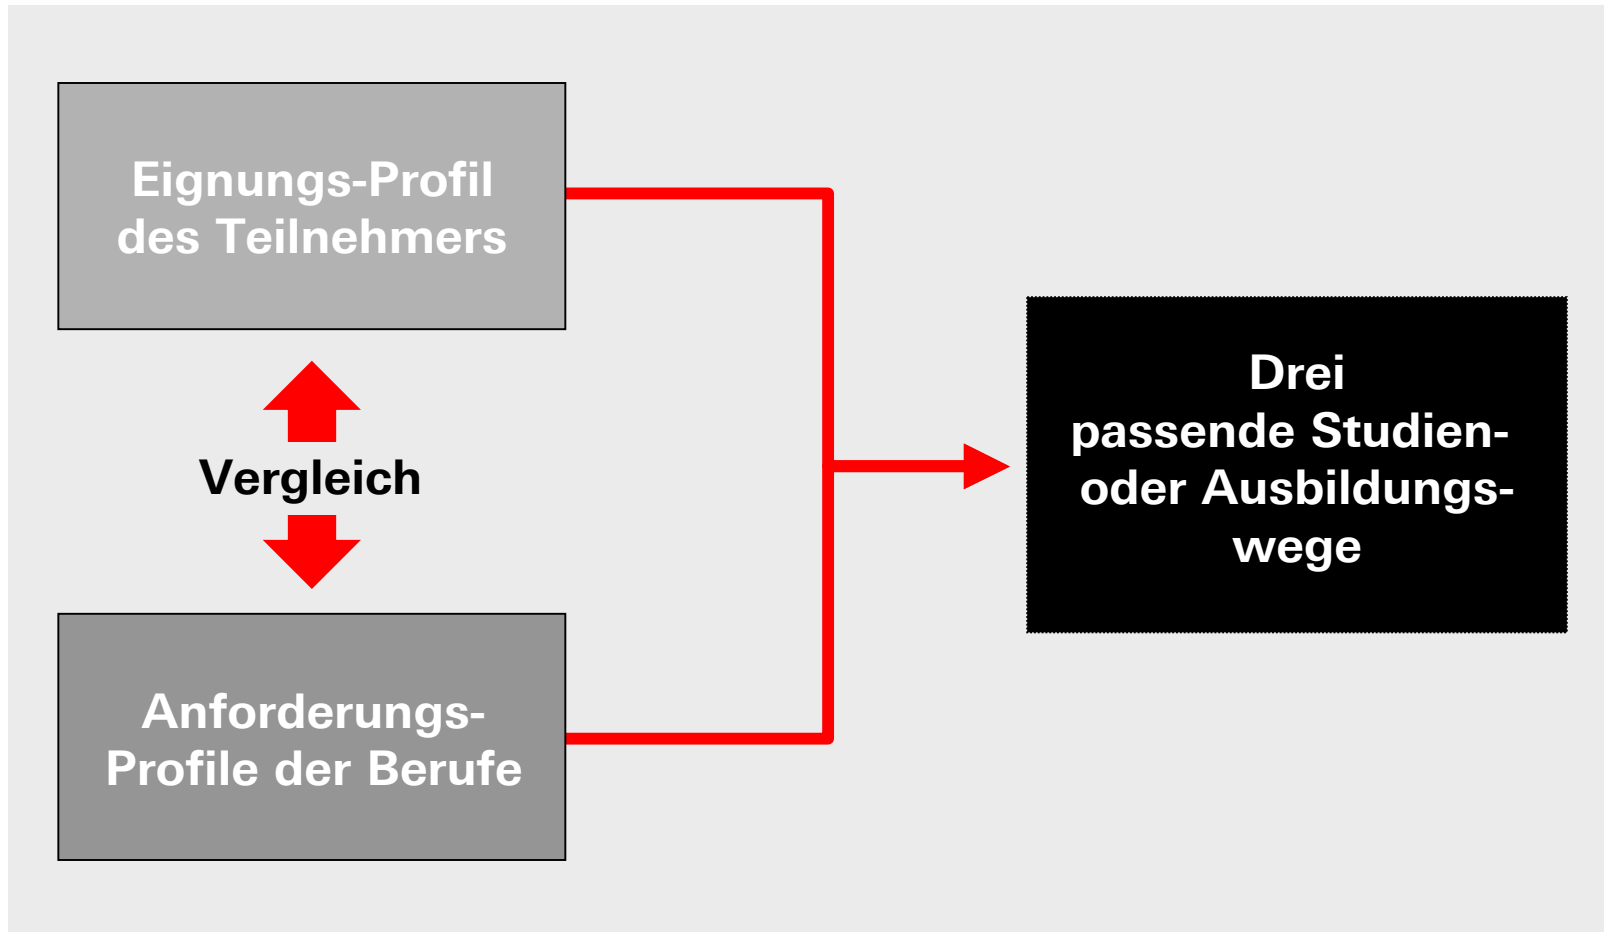 Eignungs-Profil
des Teilnehmers
Vergleich
Anforderungs-
Profile der Berufe
Drei
passende Studien-
oder Ausbildungs-
wege